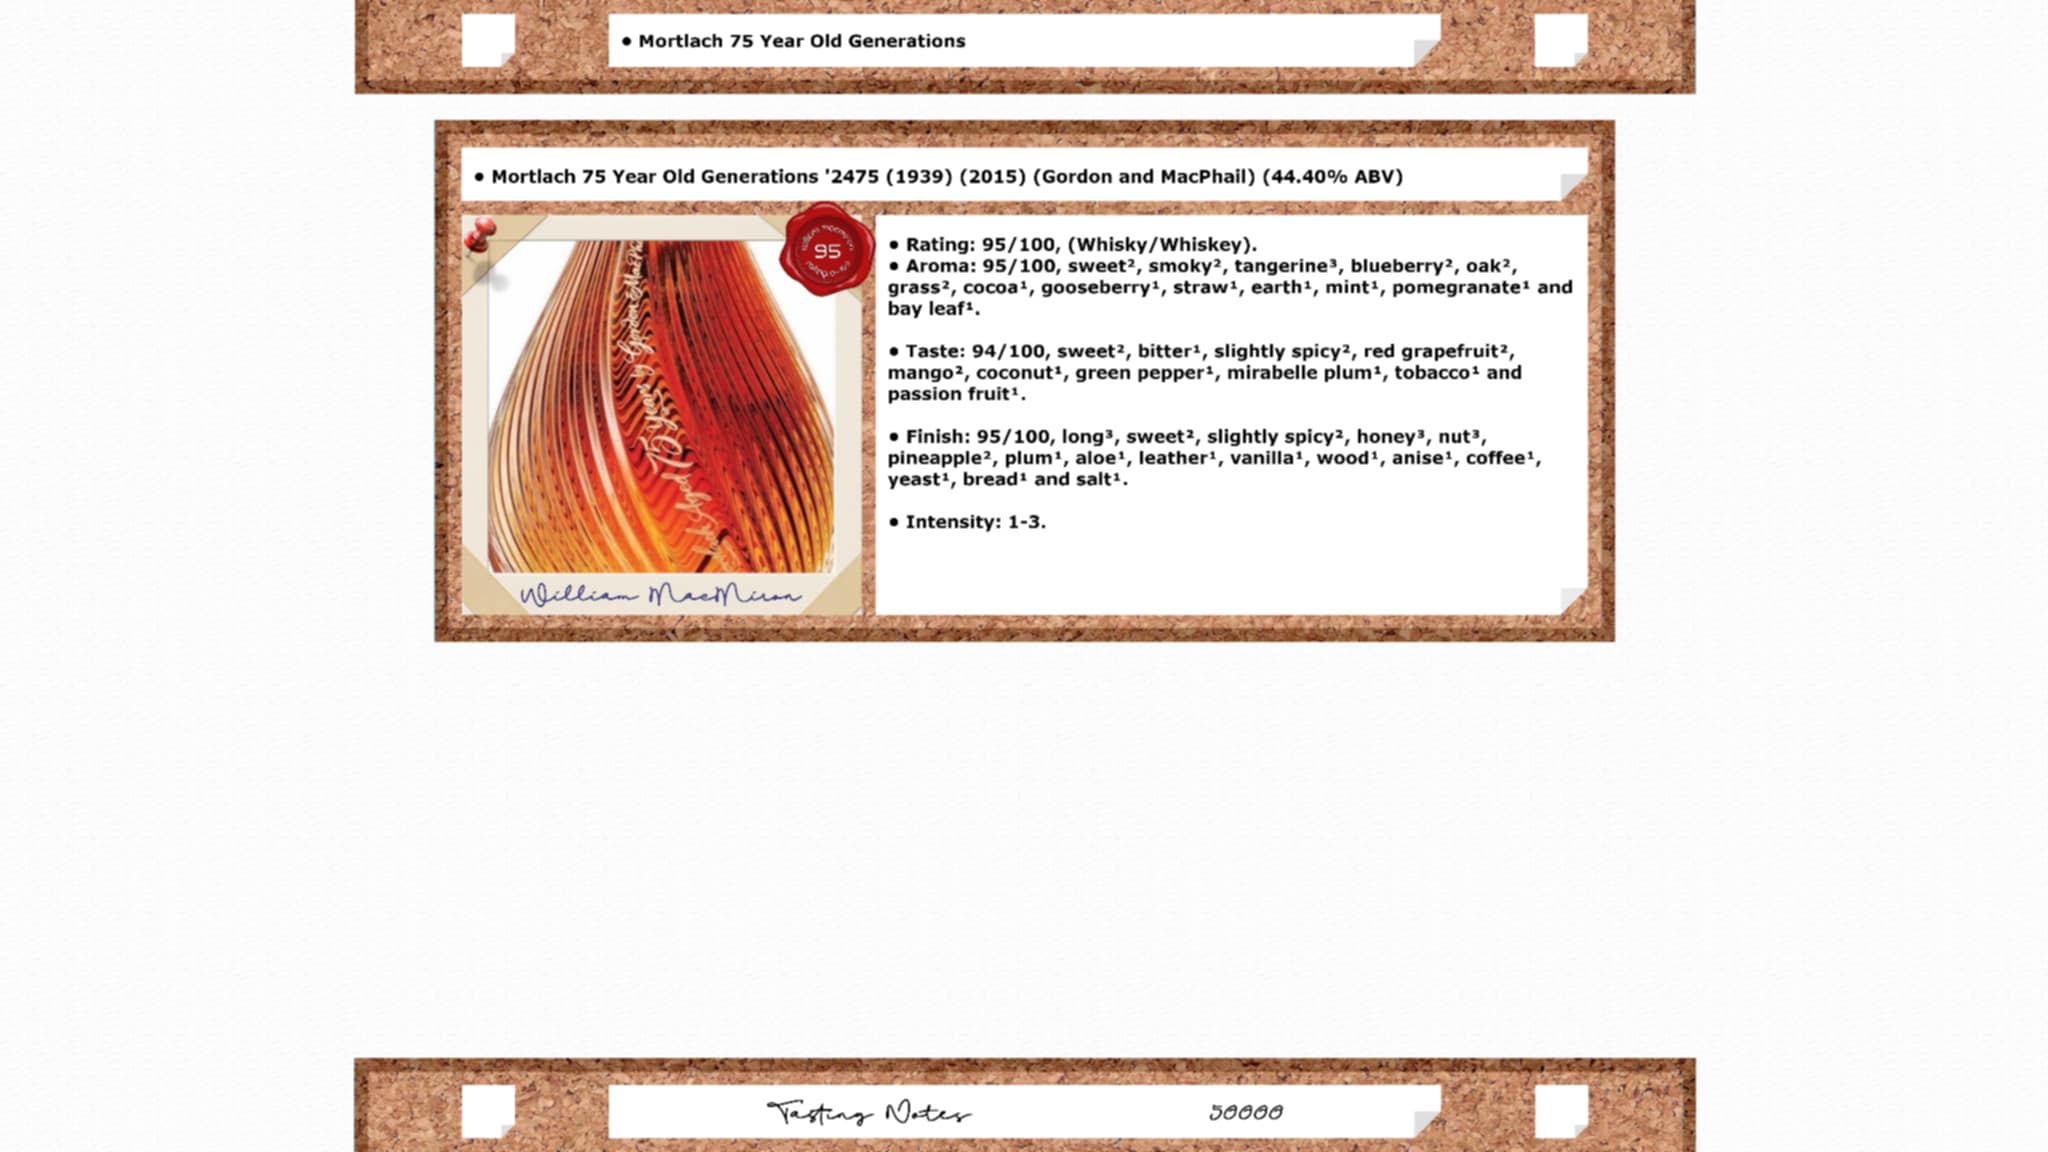 • Mortlach 75 Year Old Generations
• Mortlach 75 Year Old Generations '2475 (1939) (2015) (Gordon and MacPhail) (44.40% ABV)
95
75 Years by Gordon & MacPh
William MacMiron
• Rating: 95/100, (Whisky/Whiskey).
• Aroma: 95/100, sweet², smoky², tangerine³, blueberry², oak²,
grass², cocoa¹, gooseberry¹, straw¹, earth¹, mint¹, pomegranate¹ and
bay leaf¹.
• Taste: 94/100, sweet², bitter¹, slightly spicy², red grapefruit²,
mango², coconut¹, green pepper¹, mirabelle plum¹, tobacco¹ and
passion fruit¹.
• Finish: 95/100, long³, sweet², slightly spicy², honey³, nut³,
pineapple², plum¹, aloe¹, leather¹, vanilla¹, wood¹, anise¹, coffee¹,
yeast¹, bread¹ and salt¹.
• Intensity: 1-3.
Tasting Notes 50000